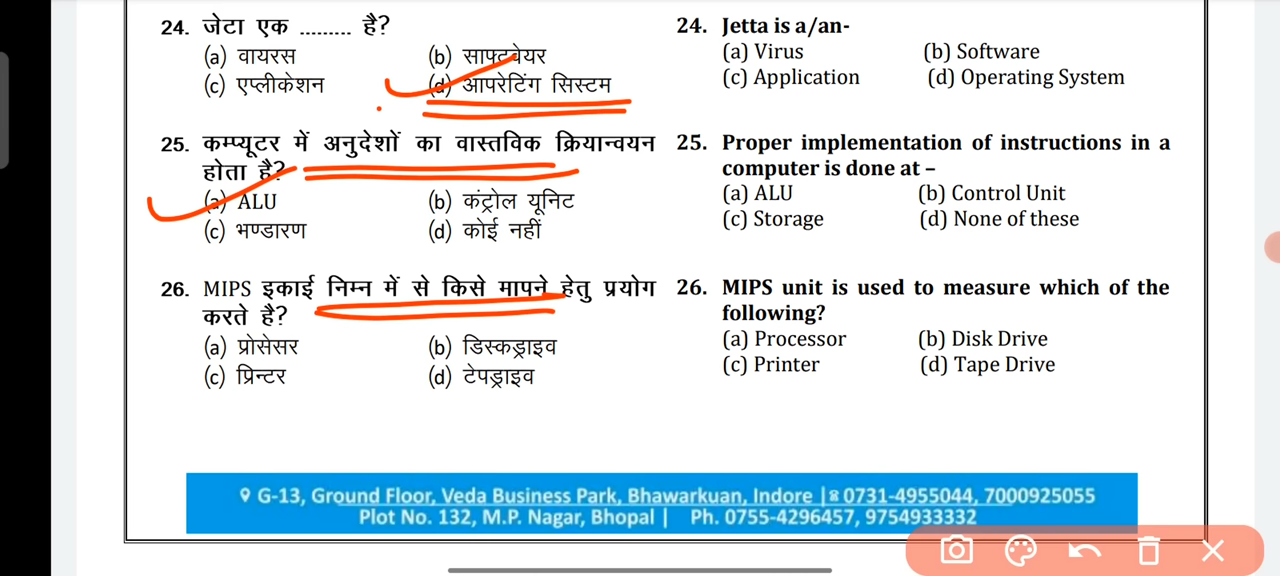 24. जेटा एक ......... है?
(a) वायरस (b) साफ्टवेयर
(c) एप्लीकेशन (d) आपरेटिंग सिस्टम
25. कम्प्यूटर में अनुदेशों का वास्तविक क्रियान्वयन
होता है?
(a) ALU (b) कंट्रोल यूनिट
(c) भण्डारण (d) कोई नहीं
26. MIPS इकाई निम्न में से किसे मापने हेतु प्रयोग
करते है?
(a) प्रोसेसर (b) डिस्कड्राइव
(c) प्रिन्टर (d) टेपड्राइव
24. Jetta is a/an-
(a) Virus (b) Software
(c) Application (d) Operating System
25. Proper implementation of instructions in a
computer is done at –
(a) ALU (b) Control Unit
(c) Storage (d) None of these
26. MIPS unit is used to measure which of the
following?
(a) Processor (b) Disk Drive
(c) Printer (d) Tape Drive
G-13, Ground Floor, Veda Business Park, Bhawarkuan, Indore | 0731-4955044, 7000925055
Plot No. 132, M.P. Nagar, Bhopal | Ph. 0755-4296457, 9754933332